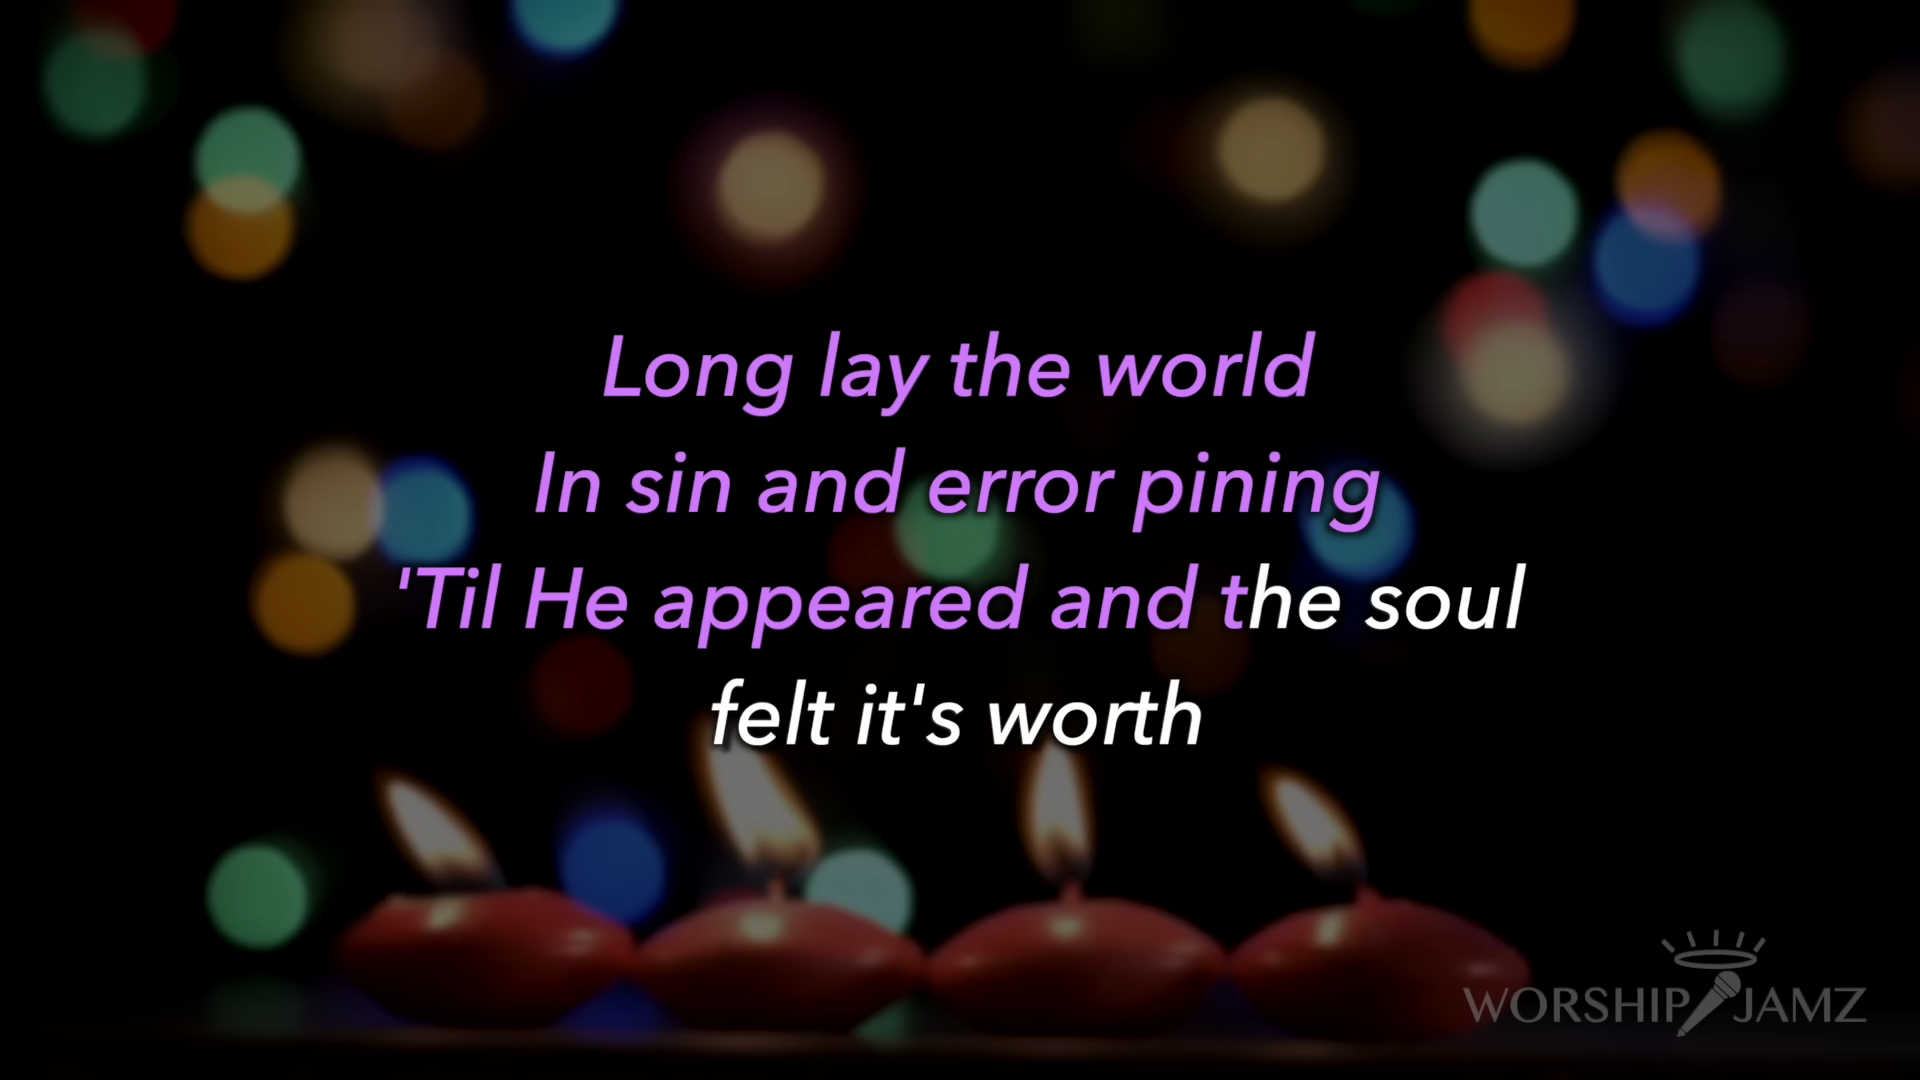 Long lay the world
In sin and error pining
'Til He appeared and the soul
felt it's worth
WORSHIP JAMZ